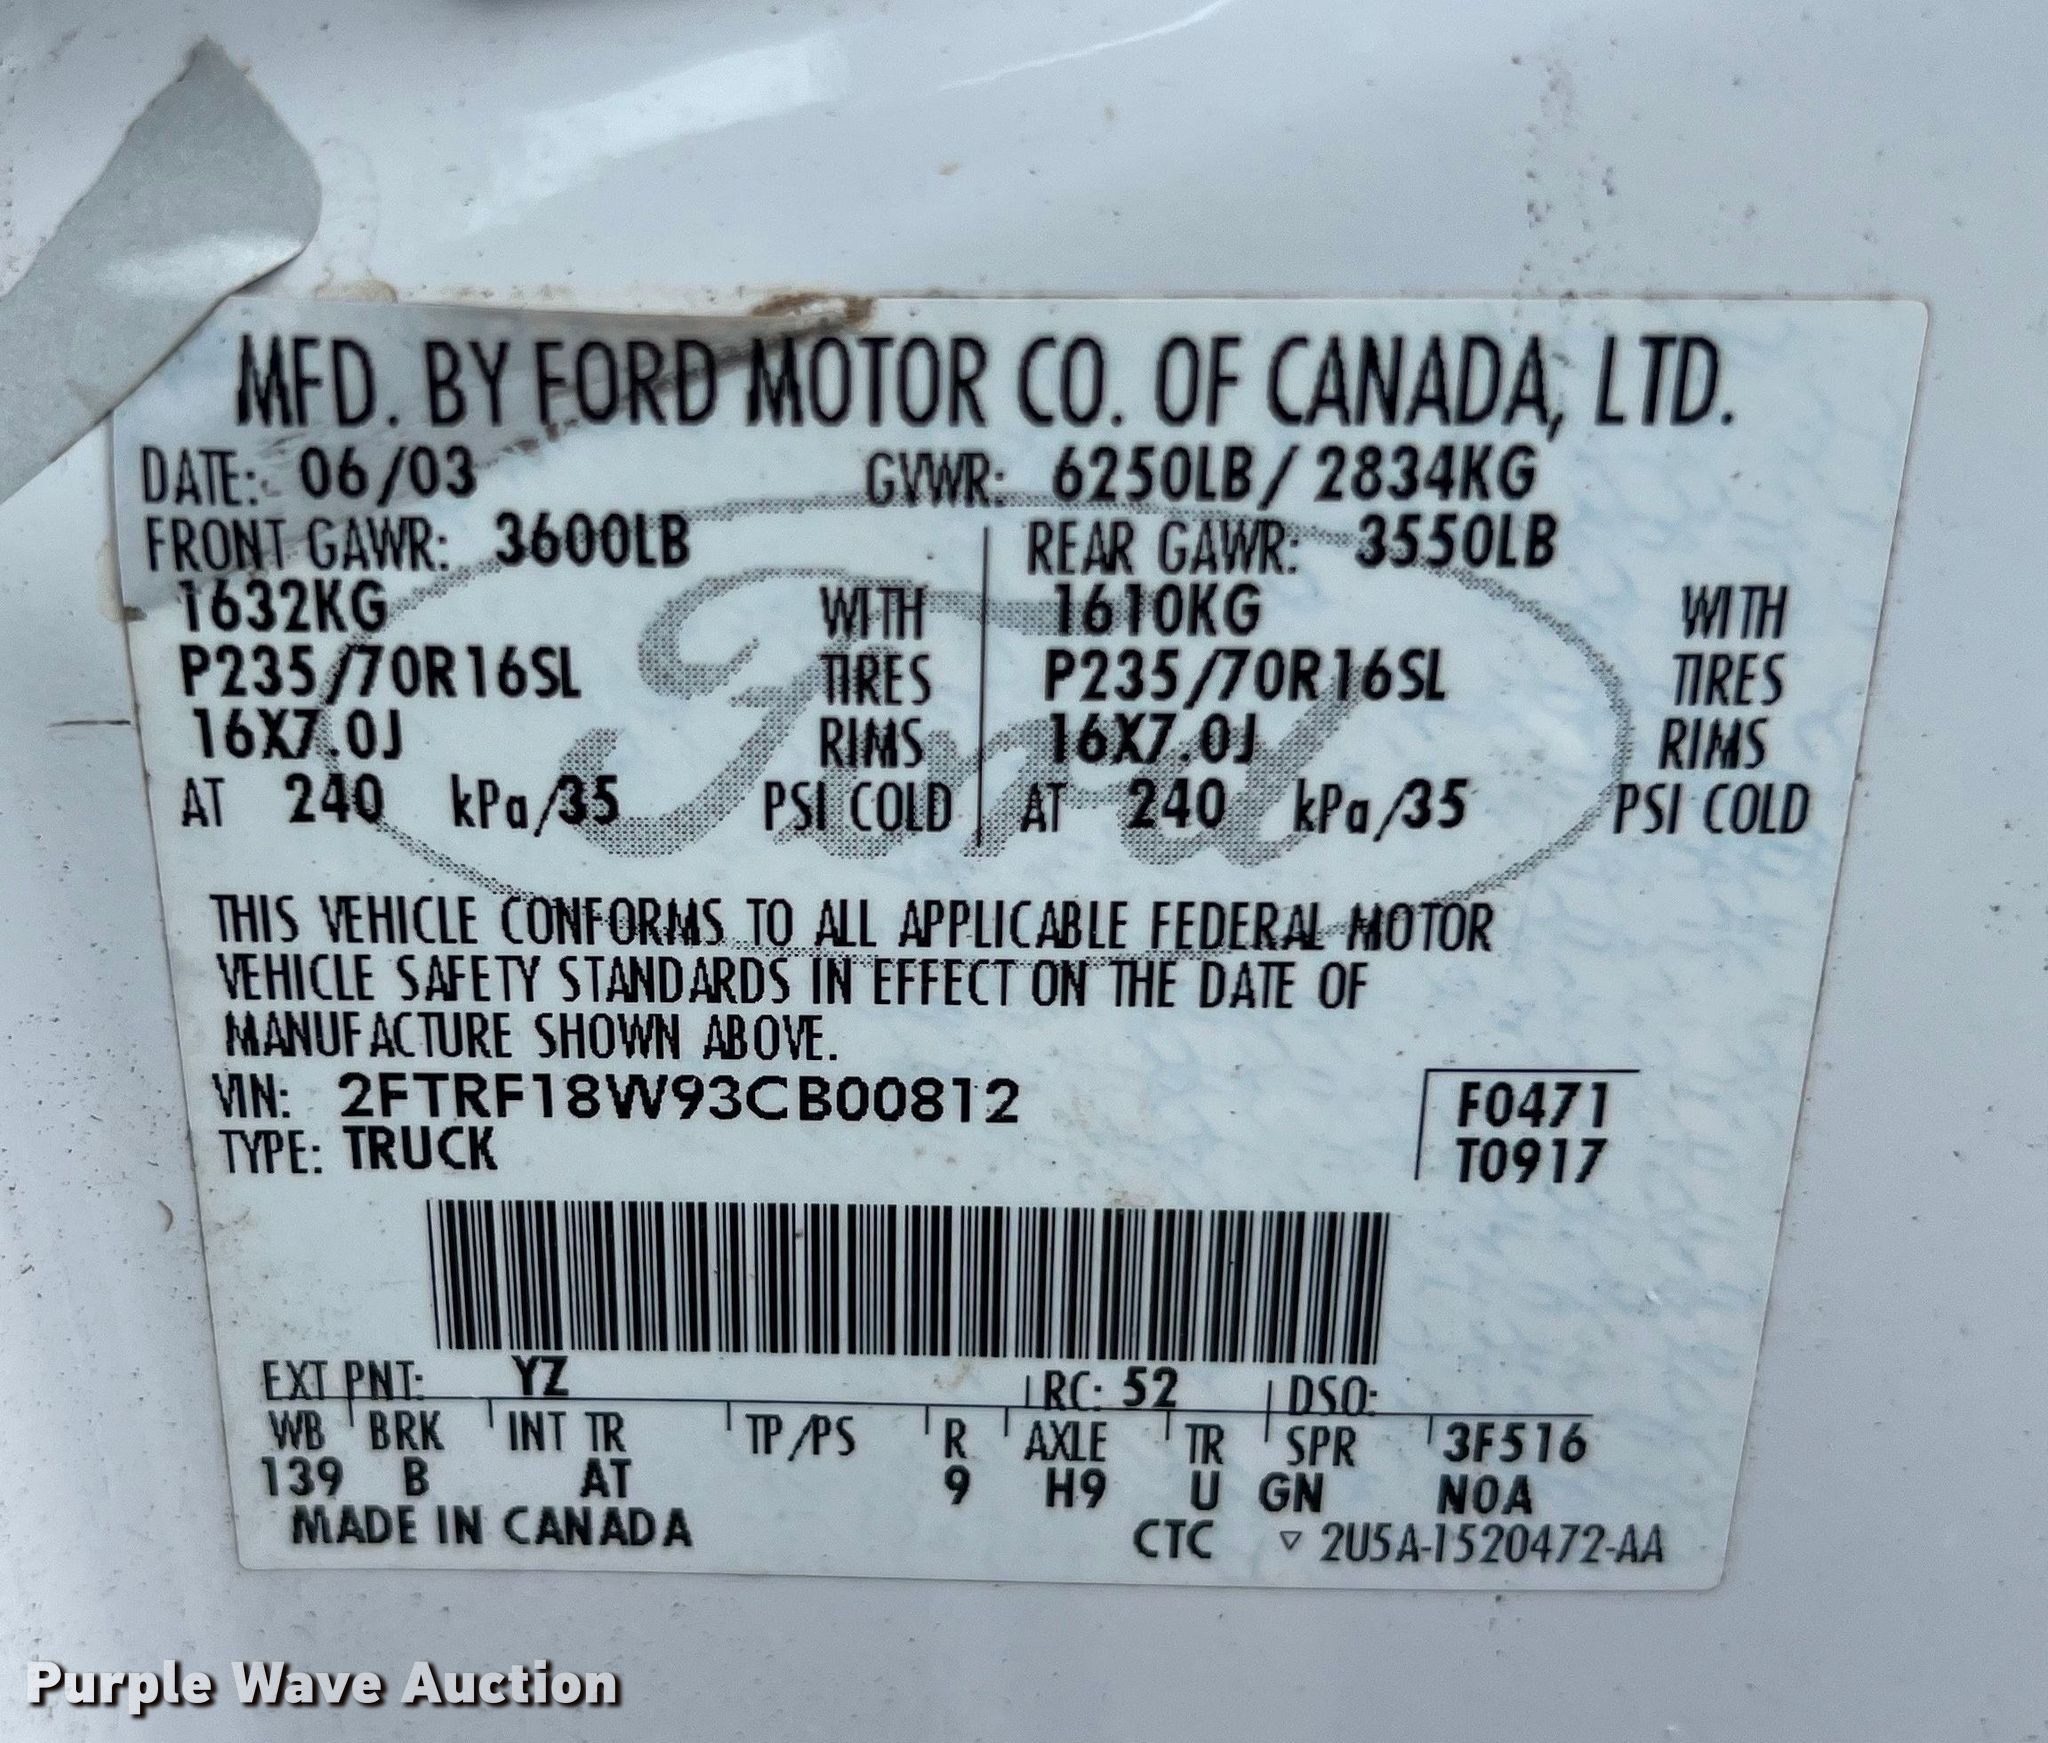 MFD. BY FORD MOTOR CO. OF CANADA, LTD.
DATE: 06/03 GVWR: 6250LB/2834KG
FRONT GAWR: 3600LB REAR GAWR: 3550LB
1632KG WITH 1610KG WITH
P235/70R16SL TIRES P235/70R16SL TIRES
16X7.0J RIMS 16X7.0J RIMS
AT 240 kPa/35 PSI COLD AT 240 kPa/35 PSI COLD
Ford
THIS VEHICLE CONFORMS TO ALL APPLICABLE FEDERAL MOTOR
VEHICLE SAFETY STANDARDS IN EFFECT ON THE DATE OF
MANUFACTURE SHOWN ABOVE.
VIN: 2FTRF18W93CB00812 F0471
TYPE: TRUCK T0917
EXT PNT: YZ RC: 52 DSO:
WB BRK INT TR TP/PS R AXLE TR SPR 3F516
139 B AT 9 H9 U GN NOA
MADE IN CANADA CTC ▽ 2U5A-1520472-AA
Purple Wave Auction